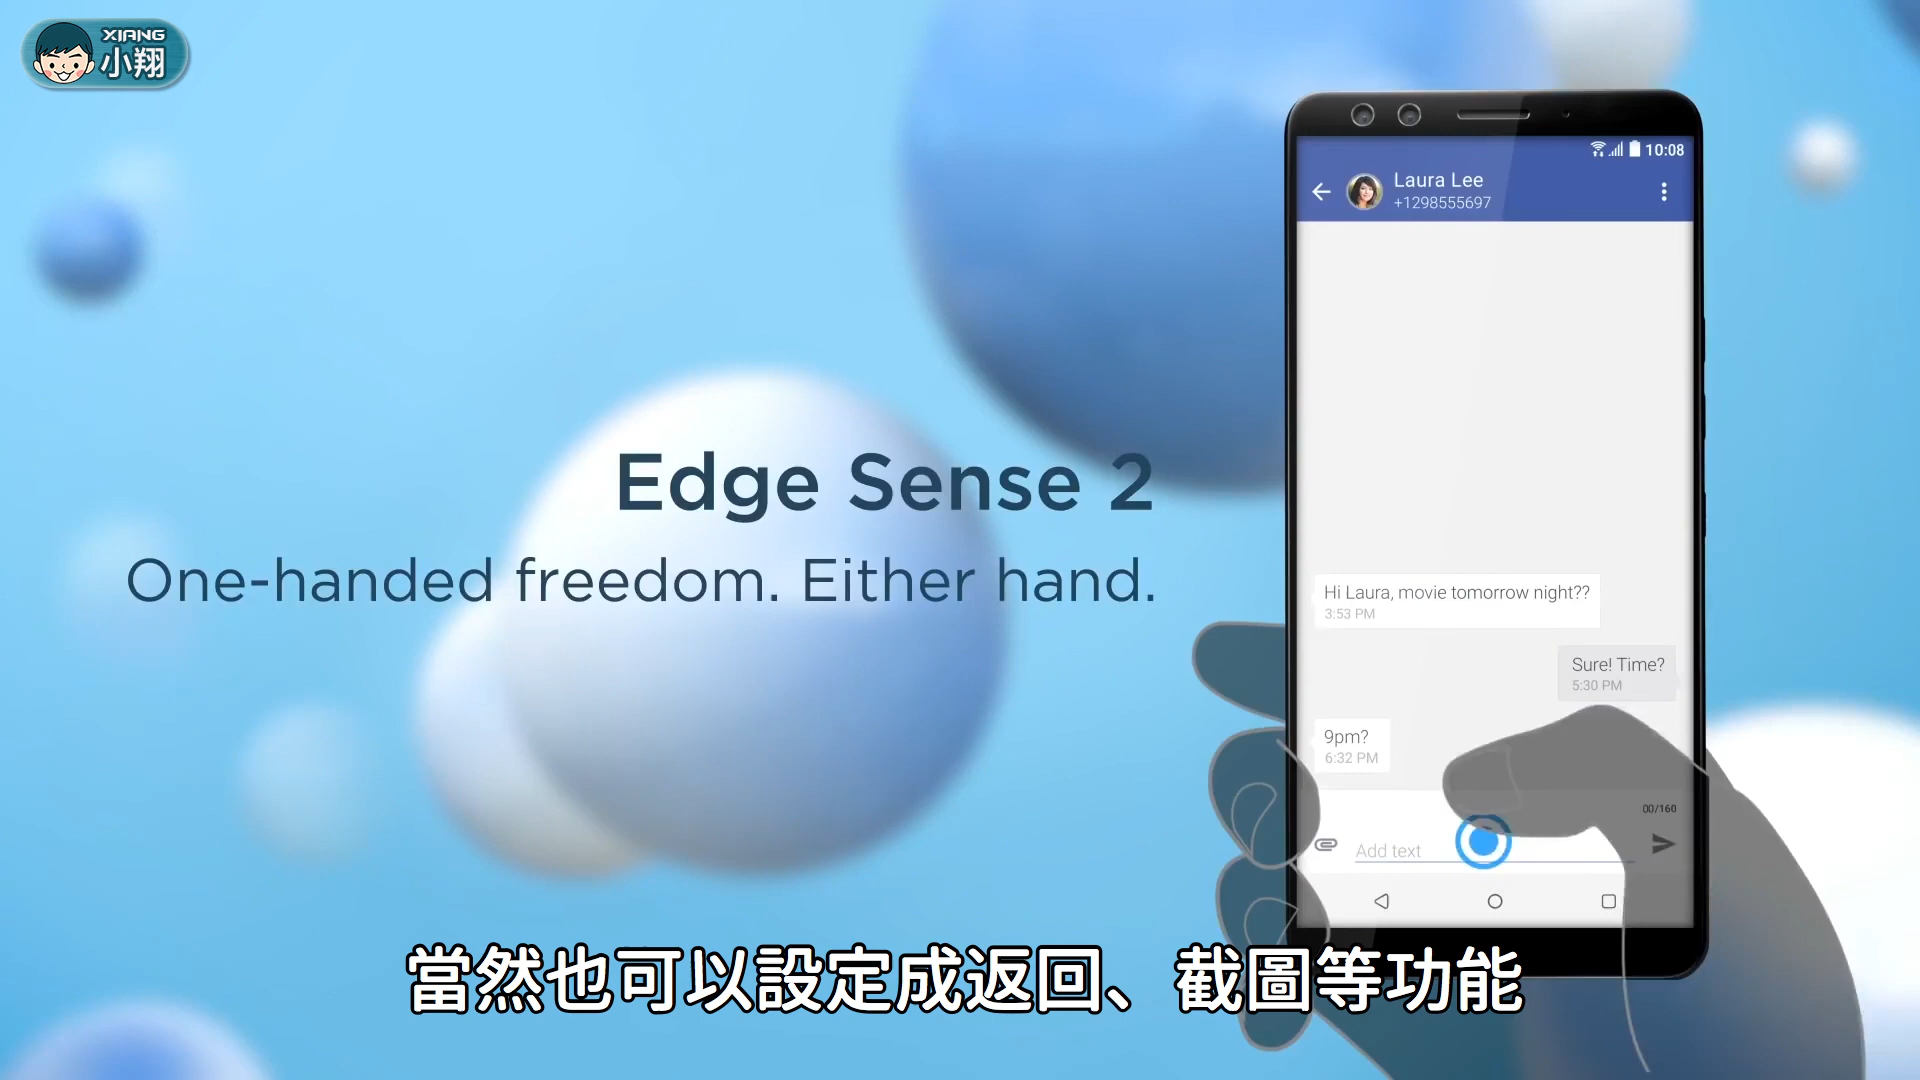 XIANG
小翔
10:08
Laura Lee
+1298555697
Edge Sense 2
One-handed freedom. Either hand.
Hi Laura, movie tomorrow night??
3:53 PM
Sure! Time?
5:30 PM
9pm?
6:32 PM
00/160
Add text
當然也可以設定成返回、截圖等功能